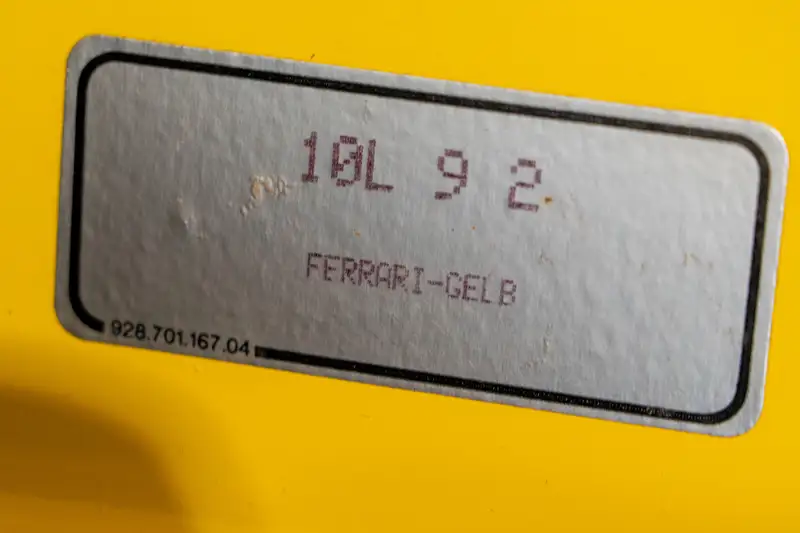 10L 9 2
FERRARI-GELB
928.701.167.04